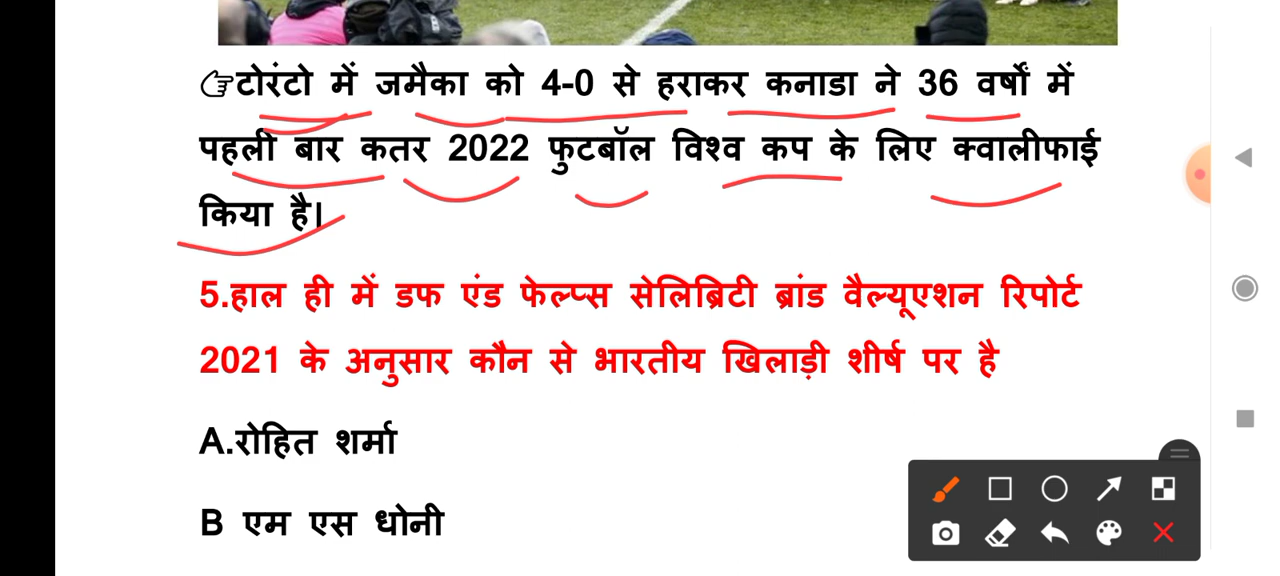 👉टोरंटो में जमैका को 4-0 से हराकर कनाडा ने 36 वर्षों में
पहली बार कतर 2022 फुटबॉल विश्व कप के लिए क्वालीफाई
किया है।
5.हाल ही में डफ एंड फेल्प्स सेलिब्रिटी ब्रांड वैल्यूएशन रिपोर्ट
2021 के अनुसार कौन से भारतीय खिलाड़ी शीर्ष पर है
A.रोहित शर्मा
B एम एस धोनी